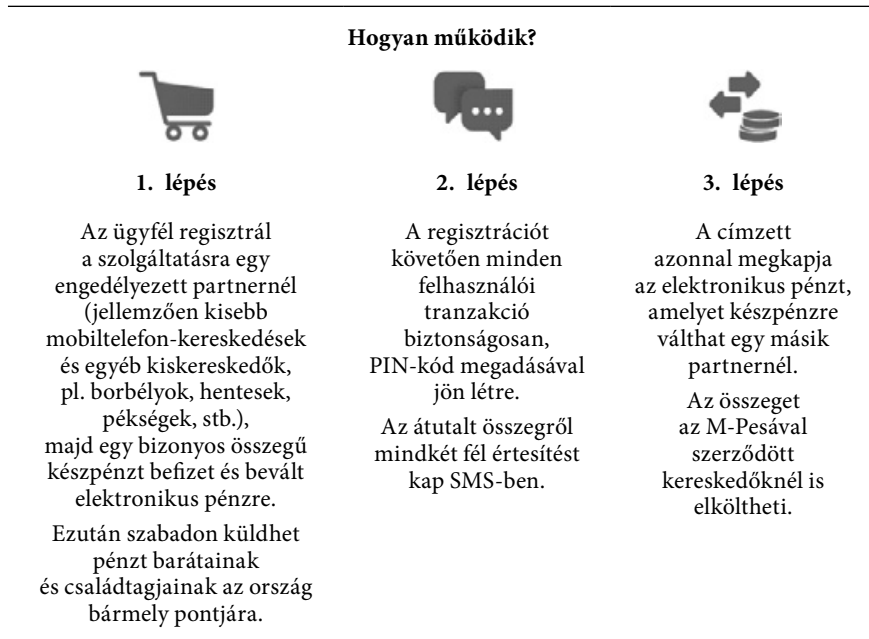 Hogyan működik?
1. lépés
Az ügyfél regisztrál
a szolgáltatásra egy
engedélyezett partnernél
(jellemzően kisebb
mobiltelefon-kereskedések
és egyéb kiskereskedők,
pl. borbélyok, hentesek,
pékségek, stb.),
majd egy bizonyos összegű
készpénzt befizet és bevált
elektronikus pénzre.
Ezután szabadon küldhet
pénzt barátainak
és családtagjainak az ország
bármely pontjára.
2. lépés
A regisztrációt
követően minden
felhasználói
tranzakció
biztonságosan,
PIN-kód megadásával
jön létre.
Az átutalt összegről
mindkét fél értesítést
kap SMS-ben.
3. lépés
A címzett
azonnal megkapja
az elektronikus pénzt,
amelyet készpénzre
válthat egy másik
partnernél.
Az összeget
az M-Pesával
szerződött
kereskedőknél is
elköltheti.